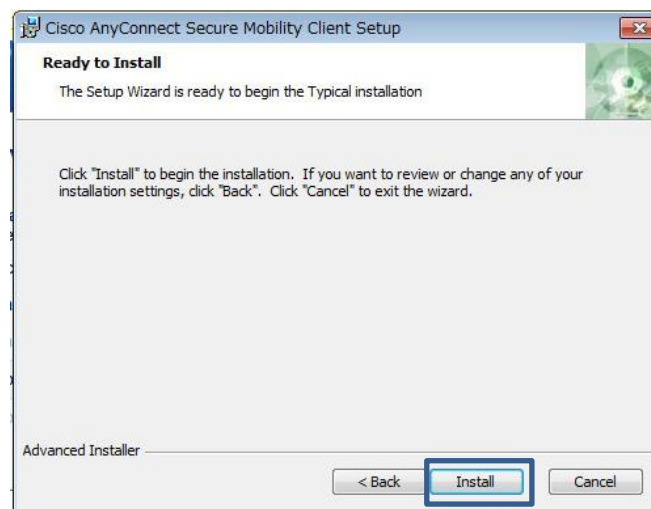 Cisco AnyConnect Secure Mobility Client Setup
Ready to Install
The Setup Wizard is ready to begin the Typical installation
Click "Install" to begin the installation.  If you want to review or change any of your
installation settings, click "Back".  Click "Cancel" to exit the wizard.
Advanced Installer
< Back Install Cancel